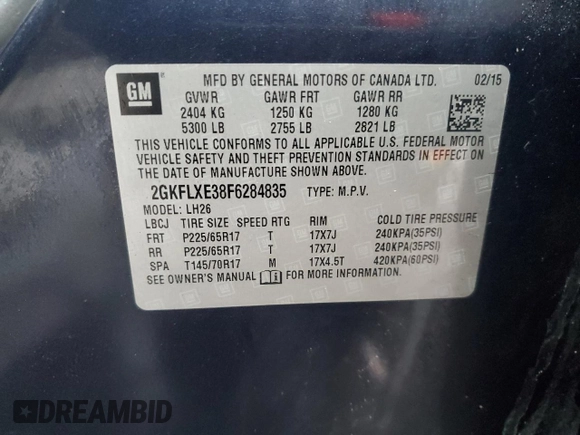 GM
MFD BY GENERAL MOTORS OF CANADA LTD. 02/15
GVWR GAWR FRT GAWR RR
2404 KG 1250 KG 1280 KG
5300 LB 2755 LB 2821 LB
THIS VEHICLE CONFORMS TO ALL APPLICABLE U.S. FEDERAL MOTOR
VEHICLE SAFETY AND THEFT PREVENTION STANDARDS IN EFFECT ON
THE DATE OF MANUFACTURE SHOWN ABOVE.
2GKFLXE38F6284835 TYPE: M.P.V.
MODEL: LH26
LBCJ TIRE SIZE SPEED RTG RIM COLD TIRE PRESSURE
FRT P225/65R17 T 17X7J 240KPA(35PSI)
RR P225/65R17 T 17X7J 240KPA(35PSI)
SPA T145/70R17 M 17X4.5T 420KPA(60PSI)
SEE OWNER'S MANUAL FOR MORE INFORMATION
DREAMBID